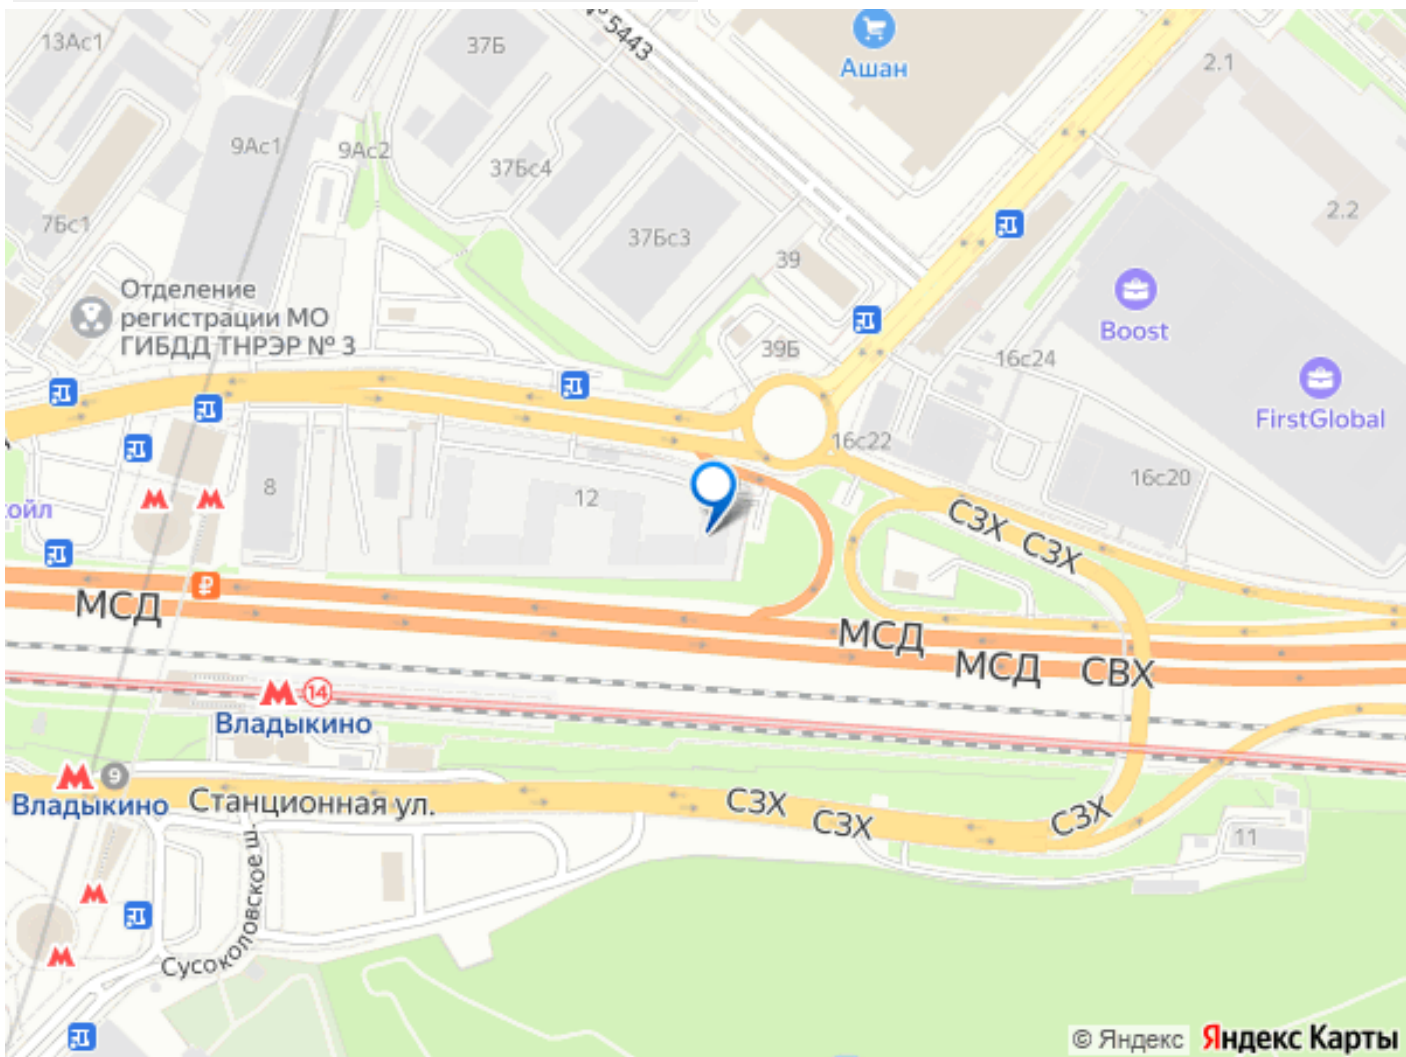 13Ас1
37Б
№ 5443
Ашан
2.1
9Ас1
9Ас2
37Бс4
2.2
7Бс1
37Бс3
39
Отделение
регистрации МО
ГИБДД ТНРЭР № 3
Boost
39Б
16с24
FirstGlobal
16с22
16с20
8
12
ойл
СЗХ
СЗХ
МСД
МСД
МСД
СВХ
14
Владыкино
9
Владыкино
Станционная ул.
СЗХ
СЗХ
СЗХ
11
Сусоколовское ш.
© Яндекс
Яндекс Карты